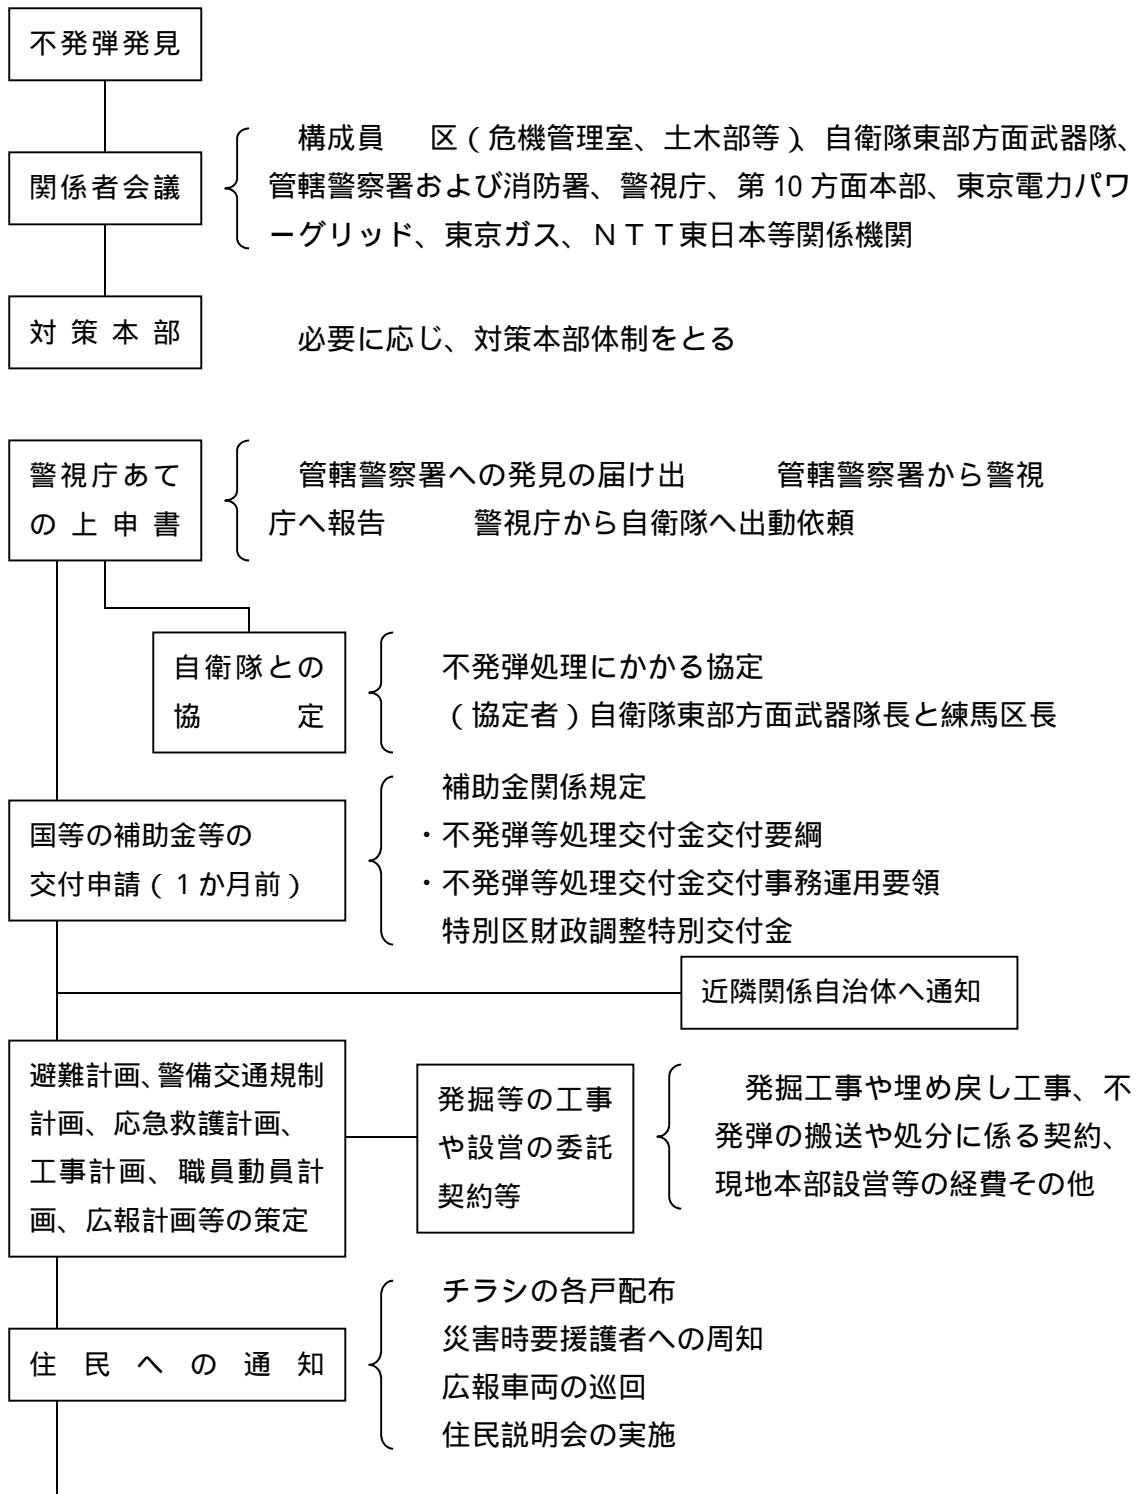 不発弾発見
関係者会議
構成員　区（危機管理室、土木部等）、自衛隊東部方面武器隊、
管轄警察署および消防署、警視庁、第10方面本部、東京電力パワ
ーグリッド、東京ガス、ＮＴＴ東日本等関係機関
対策本部
必要に応じ、対策本部体制をとる
警視庁あて
の上申書
管轄警察署への発見の届け出　　管轄警察署から警視
庁へ報告　　警視庁から自衛隊へ出動依頼
自衛隊との
協定
不発弾処理にかかる協定
（協定者）自衛隊東部方面武器隊長と練馬区長
国等の補助金等の
交付申請（１か月前）
補助金関係規定
・不発弾等処理交付金交付要綱
・不発弾等処理交付金交付事務運用要領
特別区財政調整特別交付金
近隣関係自治体へ通知
避難計画、警備交通規制
計画、応急救護計画、
工事計画、職員動員計
画、広報計画等の策定
発掘等の工事
や設営の委託
契約等
発掘工事や埋め戻し工事、不
発弾の搬送や処分に係る契約、
現地本部設営等の経費その他
住民への通知
チラシの各戸配布
災害時要援護者への周知
広報車両の巡回
住民説明会の実施